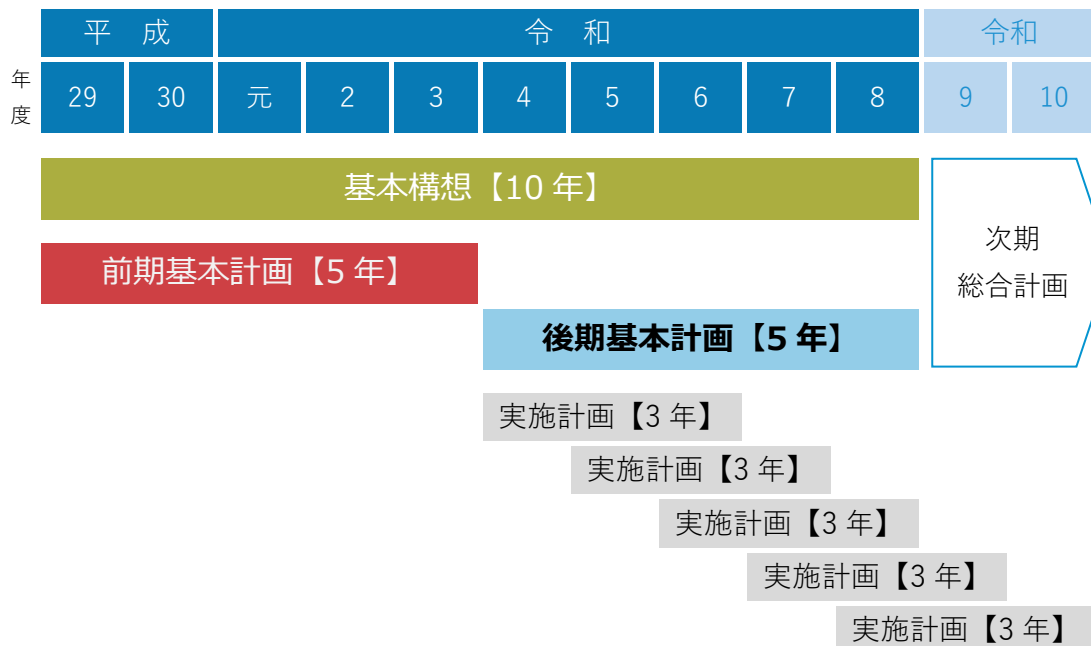 平 成 令 和 令和
年度 29 30 元 2 3 4 5 6 7 8 9 10
基本構想【10 年】
前期基本計画【5 年】
後期基本計画【5 年】
次期
総合計画
実施計画【3 年】
実施計画【3 年】
実施計画【3 年】
実施計画【3 年】
実施計画【3 年】